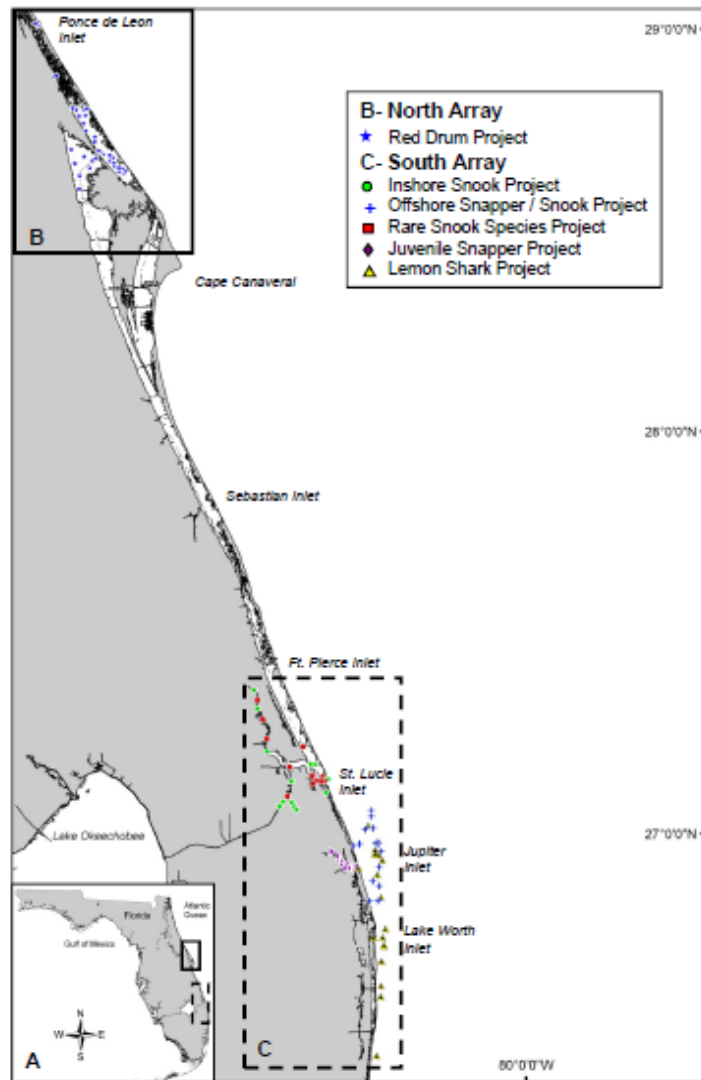 Ponce de Leon
Inlet
29°0'0"N
B- North Array
Red Drum Project
C- South Array
Inshore Snook Project
Offshore Snapper / Snook Project
Rare Snook Species Project
Juvenile Snapper Project
Lemon Shark Project
B
Cape Canaveral
28°0'0"N
Sebastian Inlet
Ft. Pierce Inlet
St. Lucie
Inlet
Lake Okeechobee
27°0'0"N
Jupiter
Inlet
Lake Worth
Inlet
Florida
Atlantic
Ocean
Gulf of Mexico
N
W E
S
A
C
80°0'0"W